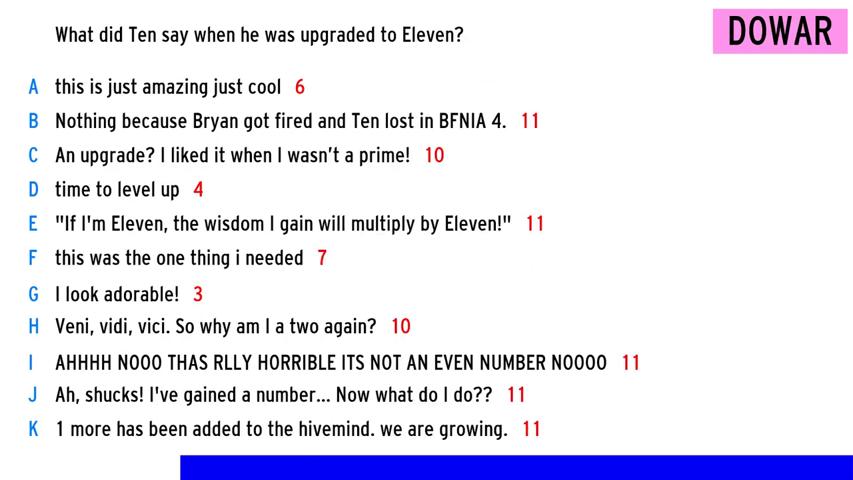 What did Ten say when he was upgraded to Eleven?
DOWAR
A this is just amazing just cool 6
B Nothing because Bryan got fired and Ten lost in BFNIA 4. 11
C An upgrade? I liked it when I wasn't a prime! 10
D time to level up 4
E "If I'm Eleven, the wisdom I gain will multiply by Eleven!" 11
F this was the one thing i needed 7
G I look adorable! 3
H Veni, vidi, vici. So why am I a two again? 10
I AHHHH NOOO THAS RLLY HORRIBLE ITS NOT AN EVEN NUMBER NOOOO 11
J Ah, shucks! I've gained a number... Now what do I do?? 11
K 1 more has been added to the hivemind. we are growing. 11